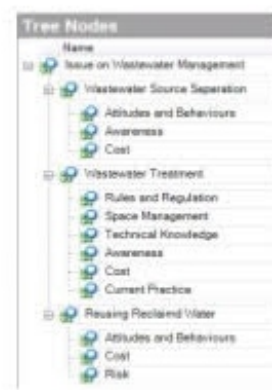 Tree Nodes
Name
Issue on Wastewater Management
Wastewater Source Separation
Attitudes and Behaviours
Awareness
Cost
Wastewater Treatment
Rules and Regulation
Space Management
Technical Knowledge
Awareness
Cost
Current Practice
Reusing Reclaimd Water
Attitudes and Behaviours
Cost
Risk